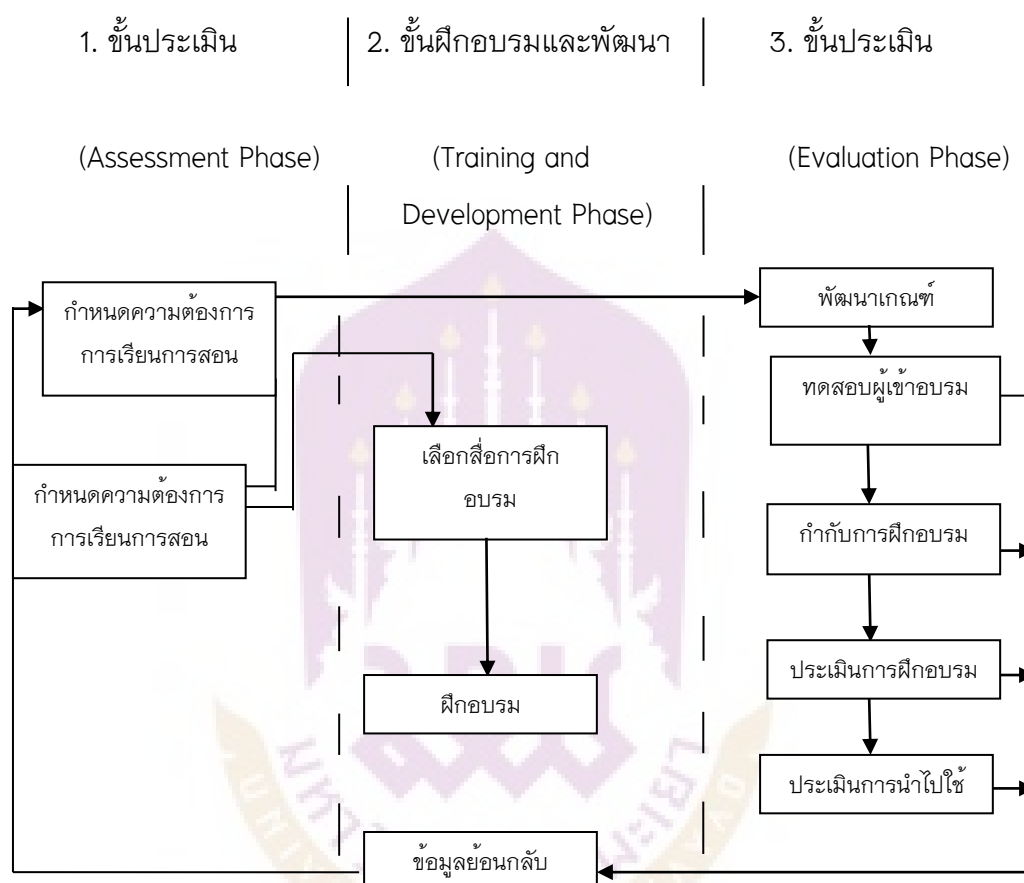 1. ขั้นประเมิน
2. ขั้นฝึกอบรมและพัฒนา
3. ขั้นประเมิน
(Assessment Phase)
(Training and
Development Phase)
(Evaluation Phase)
กำหนดความต้องการ
การเรียนการสอน
กำหนดความต้องการ
การเรียนการสอน
เลือกสื่อการฝึก
อบรม
ฝึกอบรม
ข้อมูลย้อนกลับ
พัฒนาเกณฑ์
ทดสอบผู้เข้าอบรม
กำกับการฝึกอบรม
ประเมินการฝึกอบรม
ประเมินการนำไปใช้